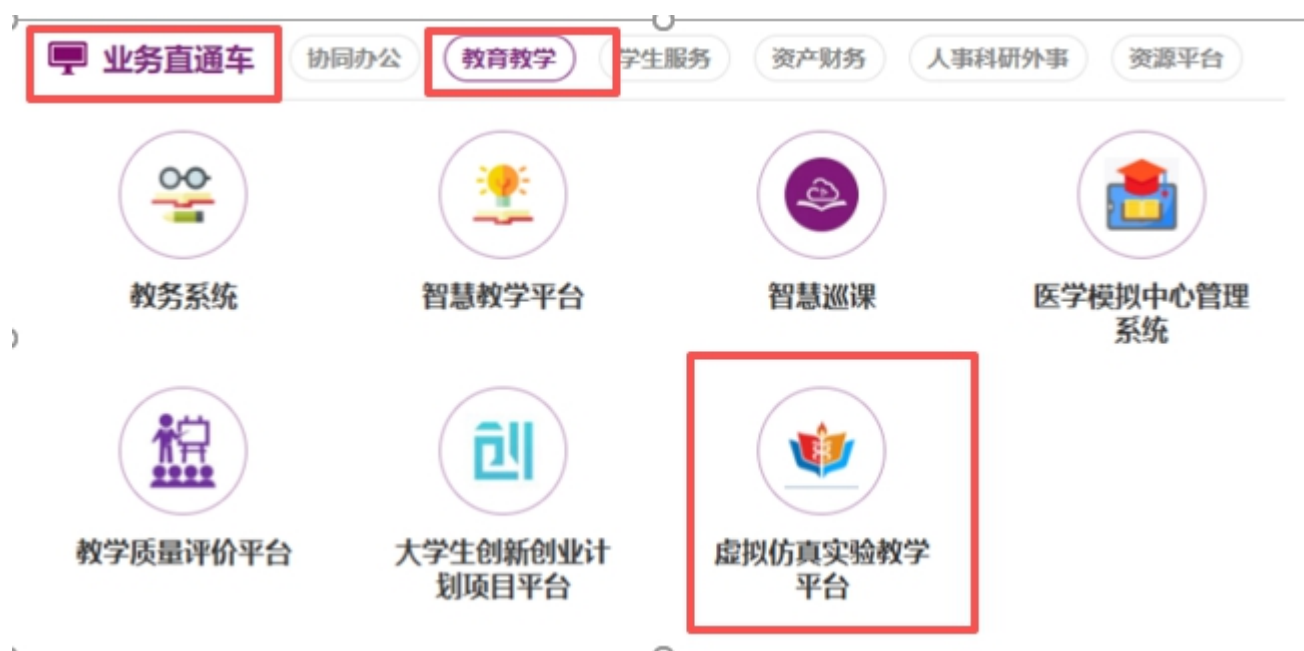 业务直通车 协同办公 教育教学 学生服务 资产财务 人事科研外事 资源平台
教务系统 智慧教学平台 智慧巡课 医学模拟中心管理
系统
创
教学质量评价平台 大学生创新创业计 虚拟仿真实验教学
划项目平台 平台